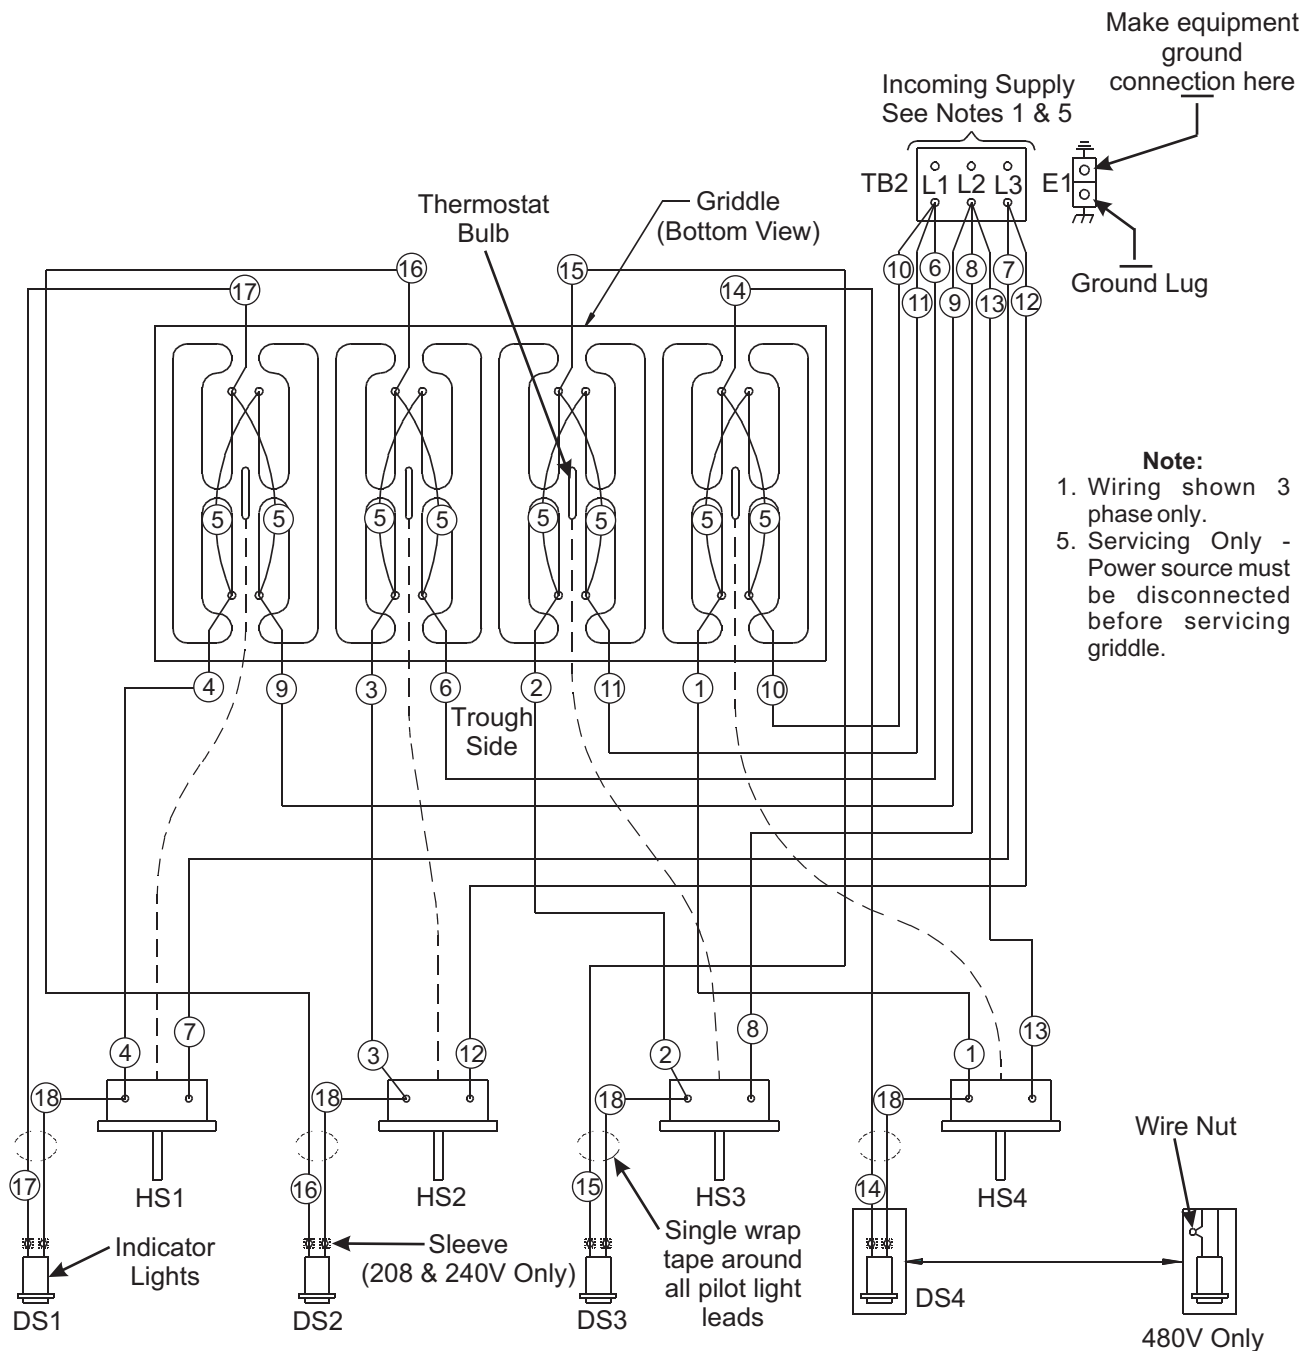 Make equipment
ground
connection here
Incoming Supply
See Notes 1 & 5
TB2 L1 L2 L3 E1
Thermostat
Bulb
Griddle
(Bottom View)
Ground Lug
10 6 8 7
11 9 13 12
17 16 15 14
5 5 5 5 5 5 5 5
Note:
1. Wiring shown 3
phase only.
5. Servicing Only -
Power source must
be disconnected
before servicing
griddle.
4 9 3 6 2 11 1 10
Trough
Side
4 7 3 12 2 8 1 13
18 18 18 18
17 16 15 14
HS1 HS2 HS3 HS4
Wire Nut
Indicator
Lights
Sleeve
(208 & 240V Only)
Single wrap
tape around
all pilot light
leads
DS1 DS2 DS3 DS4
480V Only